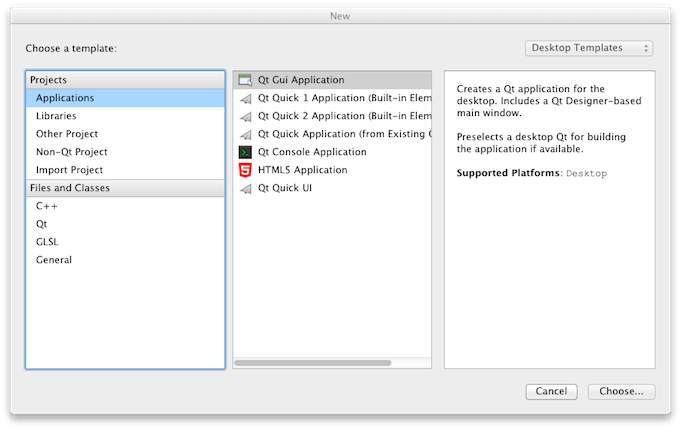 New
Choose a template:
Desktop Templates
Projects
Applications
Libraries
Other Project
Non-Qt Project
Import Project
Files and Classes
C++
Qt
GLSL
General
Qt Gui Application
Qt Quick 1 Application (Built-in Elem
Qt Quick 2 Application (Built-in Elem
Qt Quick Application (from Existing
Qt Console Application
HTML5 Application
Qt Quick UI
Creates a Qt application for the
desktop. Includes a Qt Designer-based
main window.
Preselects a desktop Qt for building
the application if available.
Supported Platforms: Desktop
Cancel
Choose...